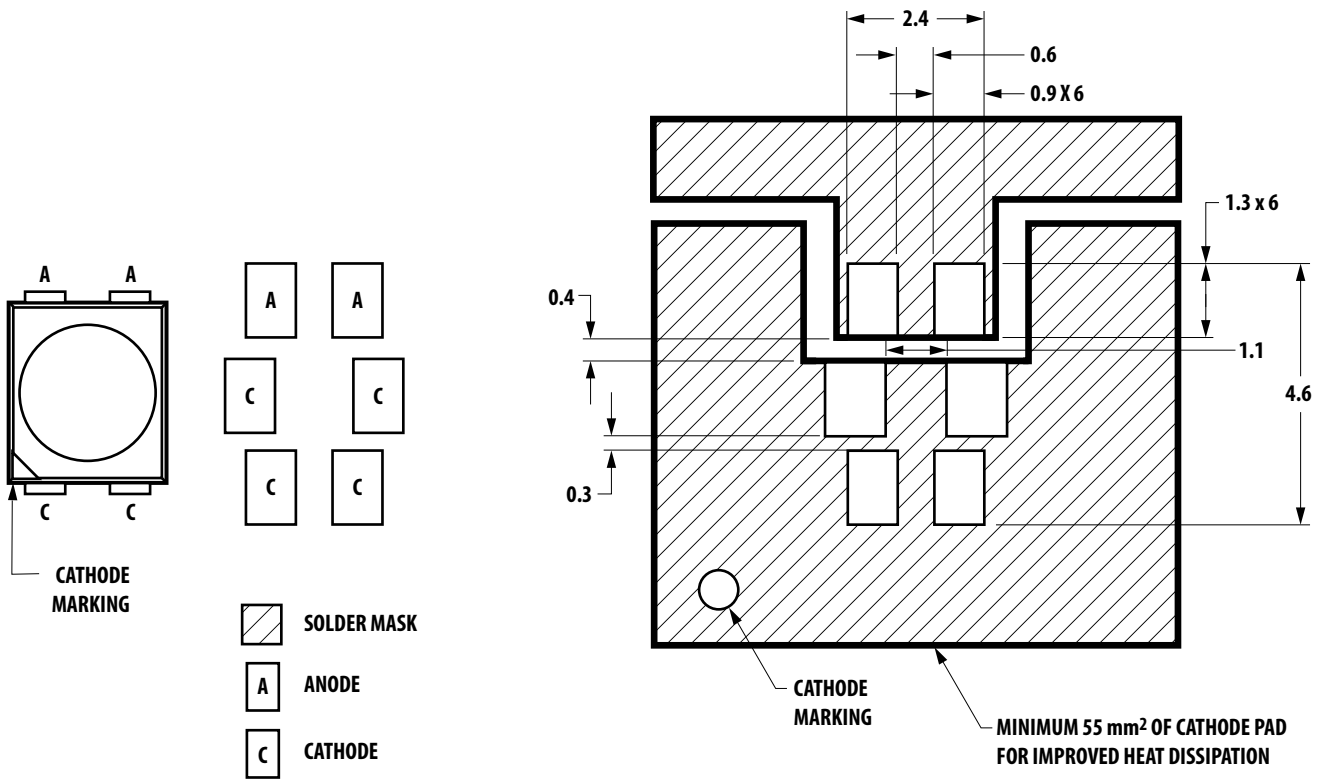 A A
C C
CATHODE
MARKING
A A
C C
C C
SOLDER MASK
A ANODE
C CATHODE
2.4
0.6
0.9 X 6
1.3 x 6
0.4
1.1
4.6
0.3
CATHODE
MARKING
MINIMUM 55 mm² OF CATHODE PAD
FOR IMPROVED HEAT DISSIPATION